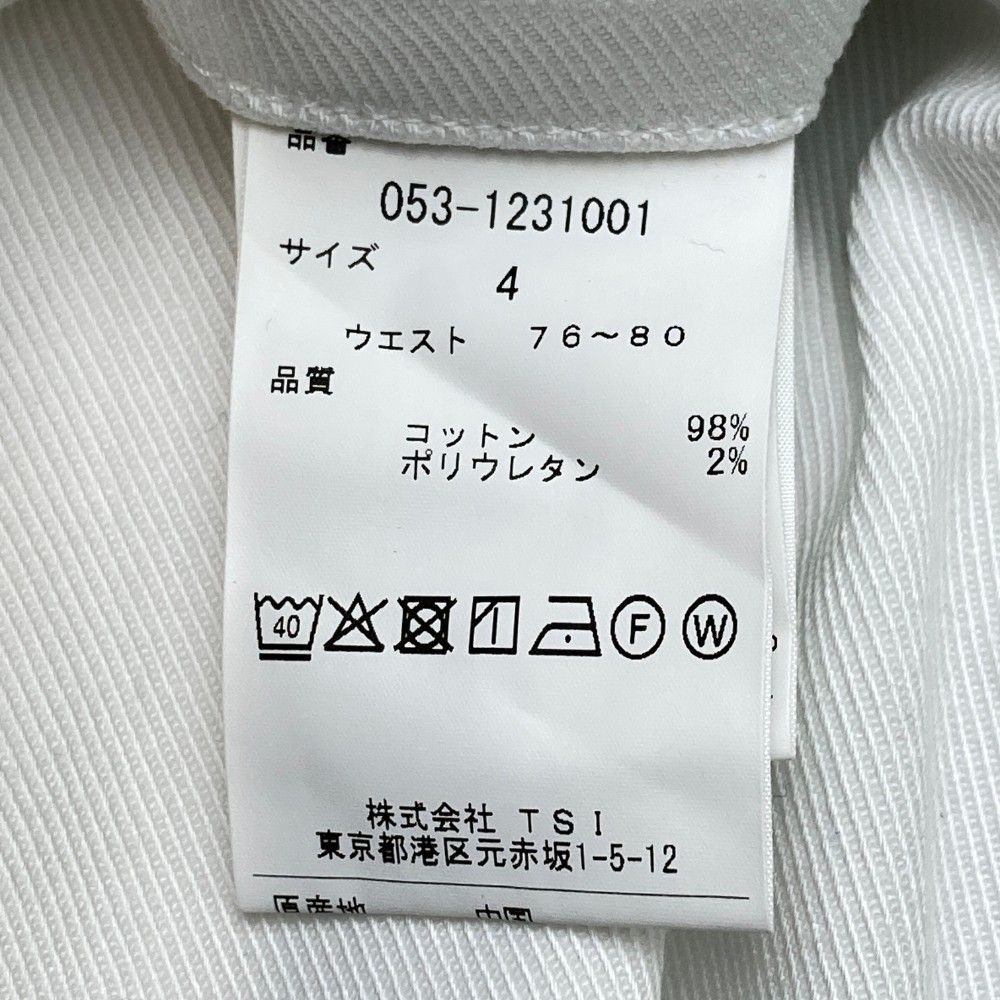 品番
053-1231001
サイズ
4
ウエスト 76～80
品質
コットン 98%
ポリウレタン 2%
40 F W
株式会社 TSI
東京都港区元赤坂1-5-12
原産地 中国